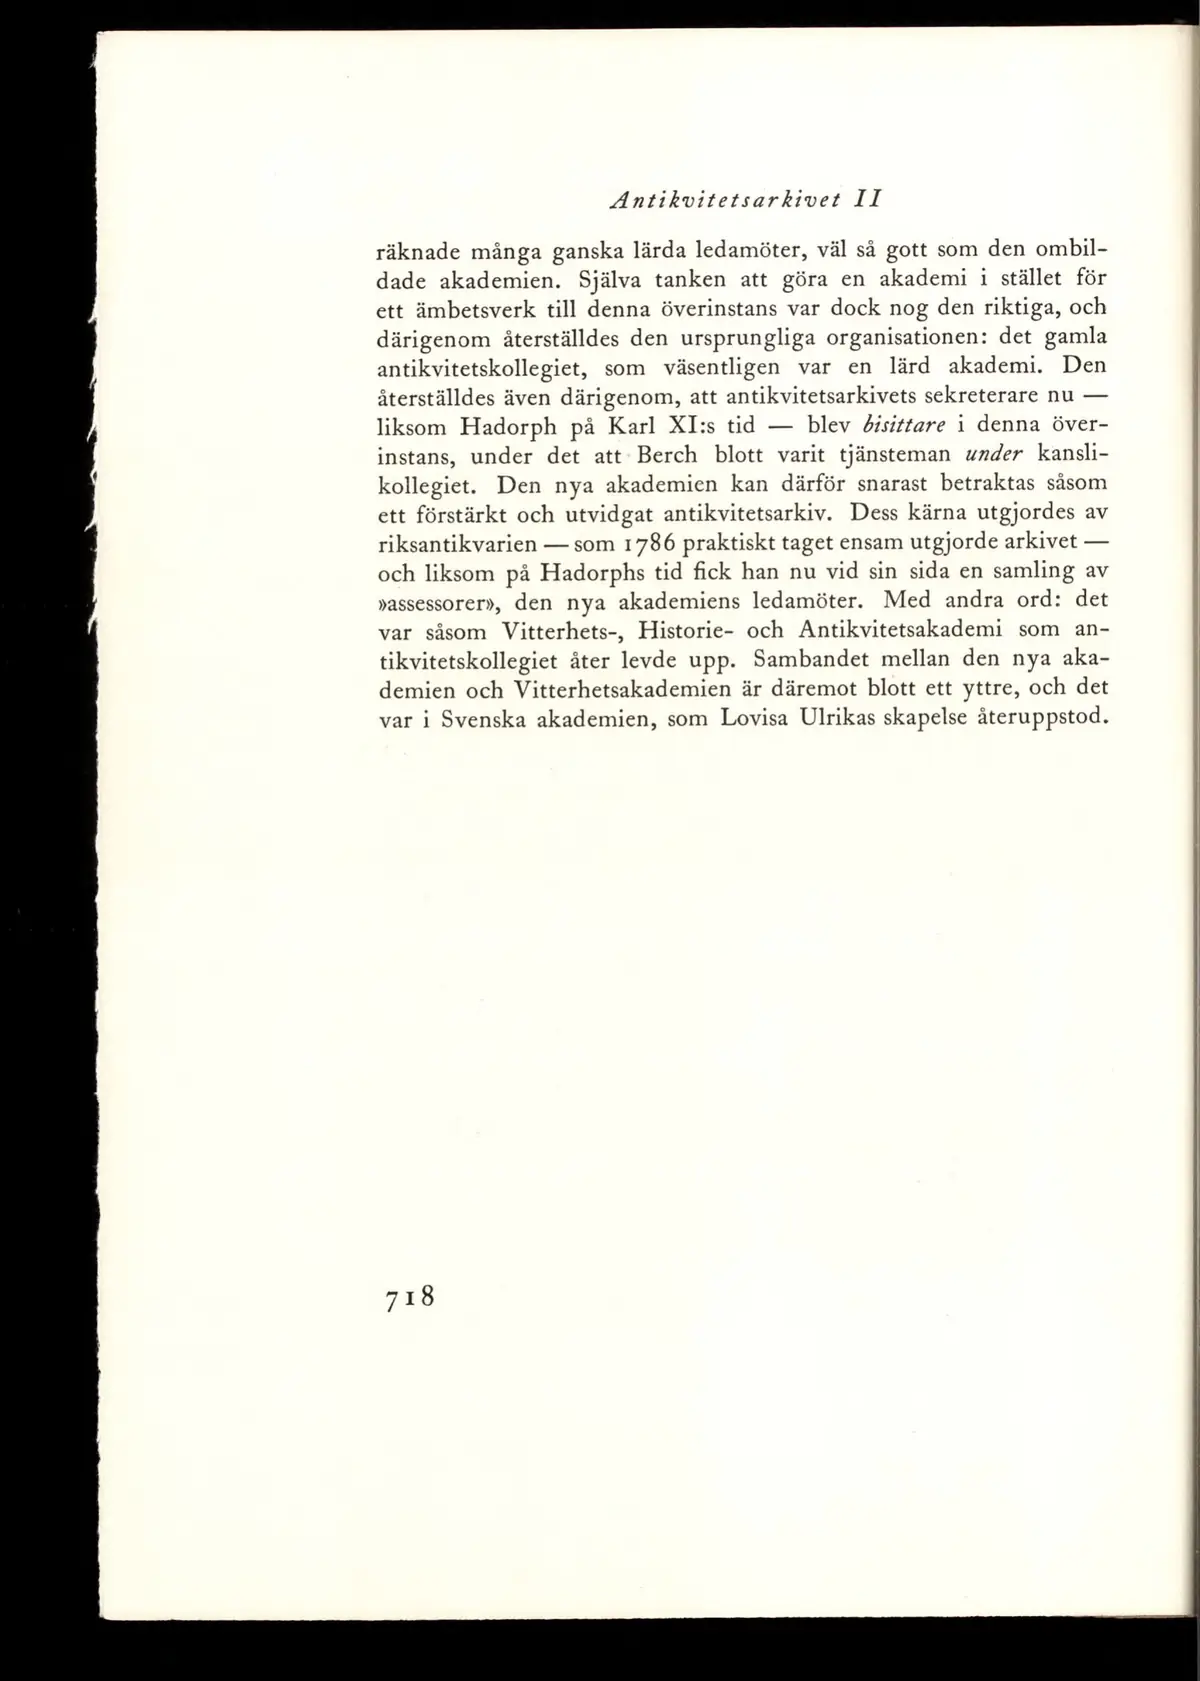 Antikvitetsarkivet II
räknade många ganska lärda ledamöter, väl så gott som den ombil-
dade akademien. Själva tanken att göra en akademi i stället för
ett ämbetsverk till denna överinstans var dock nog den riktiga, och
därigenom återställdes den ursprungliga organisationen: det gamla
antikvitetskollegiet, som väsentligen var en lärd akademi. Den
återställdes även därigenom, att antikvitetsarkivets sekreterare nu —
liksom Hadorph på Karl XI:s tid — blev bisittare i denna över-
instans, under det att Berch blott varit tjänsteman under kansli-
kollegiet. Den nya akademien kan därför snarast betraktas såsom
ett förstärkt och utvidgat antikvitetsarkiv. Dess kärna utgjordes av
riksantikvarien — som 1786 praktiskt taget ensam utgjorde arkivet —
och liksom på Hadorphs tid fick han nu vid sin sida en samling av
»assessorer», den nya akademiens ledamöter. Med andra ord: det
var såsom Vitterhets-, Historie- och Antikvitetsakademi som an-
tikvitetskollegiet åter levde upp. Sambandet mellan den nya aka-
demien och Vitterhetsakademien är däremot blott ett yttre, och det
var i Svenska akademien, som Lovisa Ulrikas skapelse återuppstod.
718